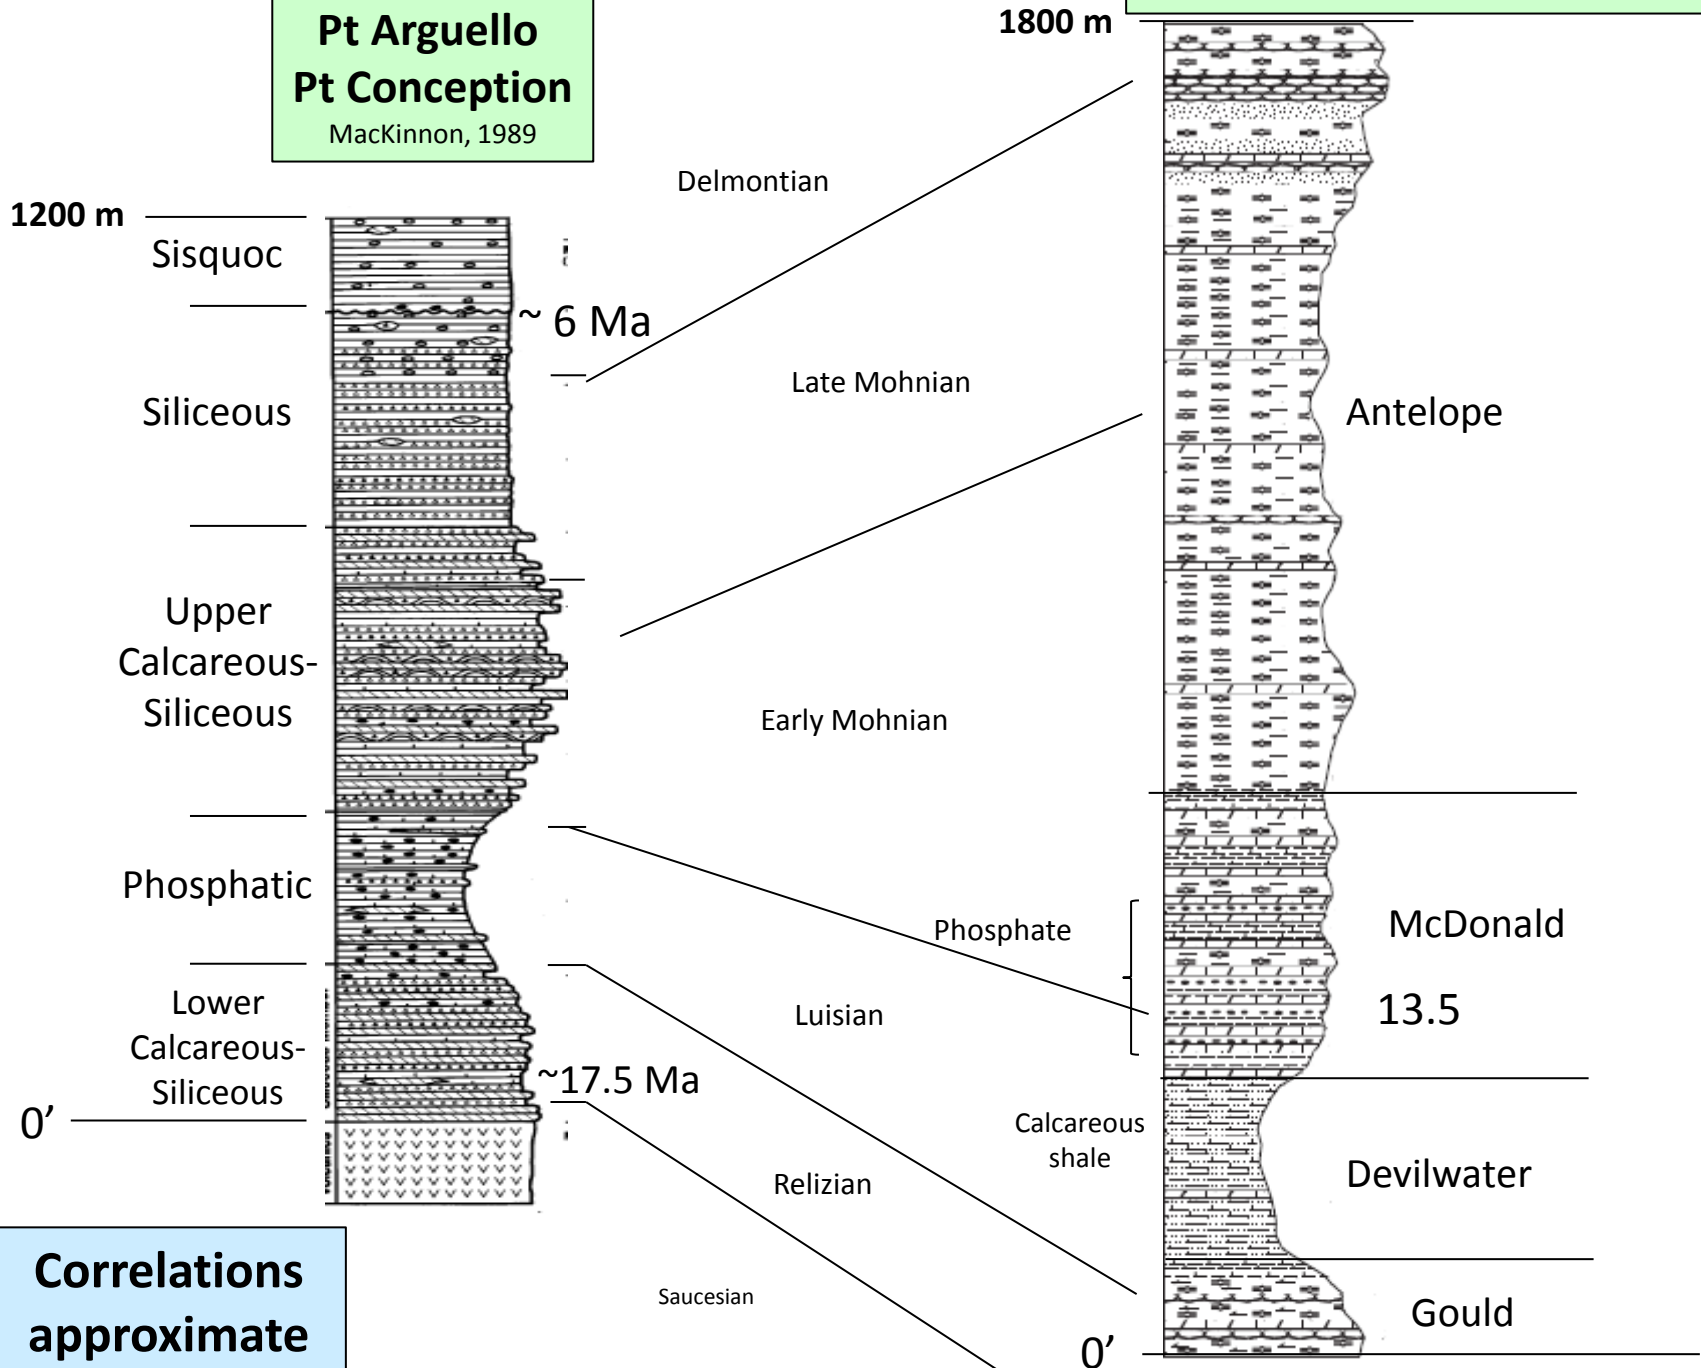 Pt Arguello
Pt Conception
MacKinnon, 1989
1800 m
Delmontian
1200 m
Sisquoc
~ 6 Ma
Late Mohnian
Siliceous
Antelope
Upper
Calcareous-
Siliceous
Early Mohnian
Phosphatic
Phosphate
McDonald
Lower
Calcareous-
Siliceous
Luisian
13.5
~17.5 Ma
0’
Calcareous
shale
Relizian
Devilwater
Correlations
approximate
Saucesian
Gould
0’